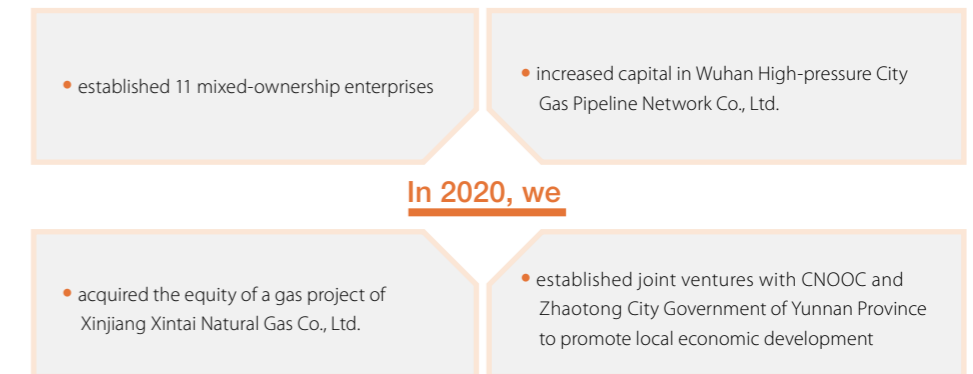 • established 11 mixed-ownership enterprises
• increased capital in Wuhan High-pressure City
Gas Pipeline Network Co., Ltd.
In 2020, we
• acquired the equity of a gas project of
Xinjiang Xintai Natural Gas Co., Ltd.
• established joint ventures with CNOOC and
Zhaotong City Government of Yunnan Province
to promote local economic development